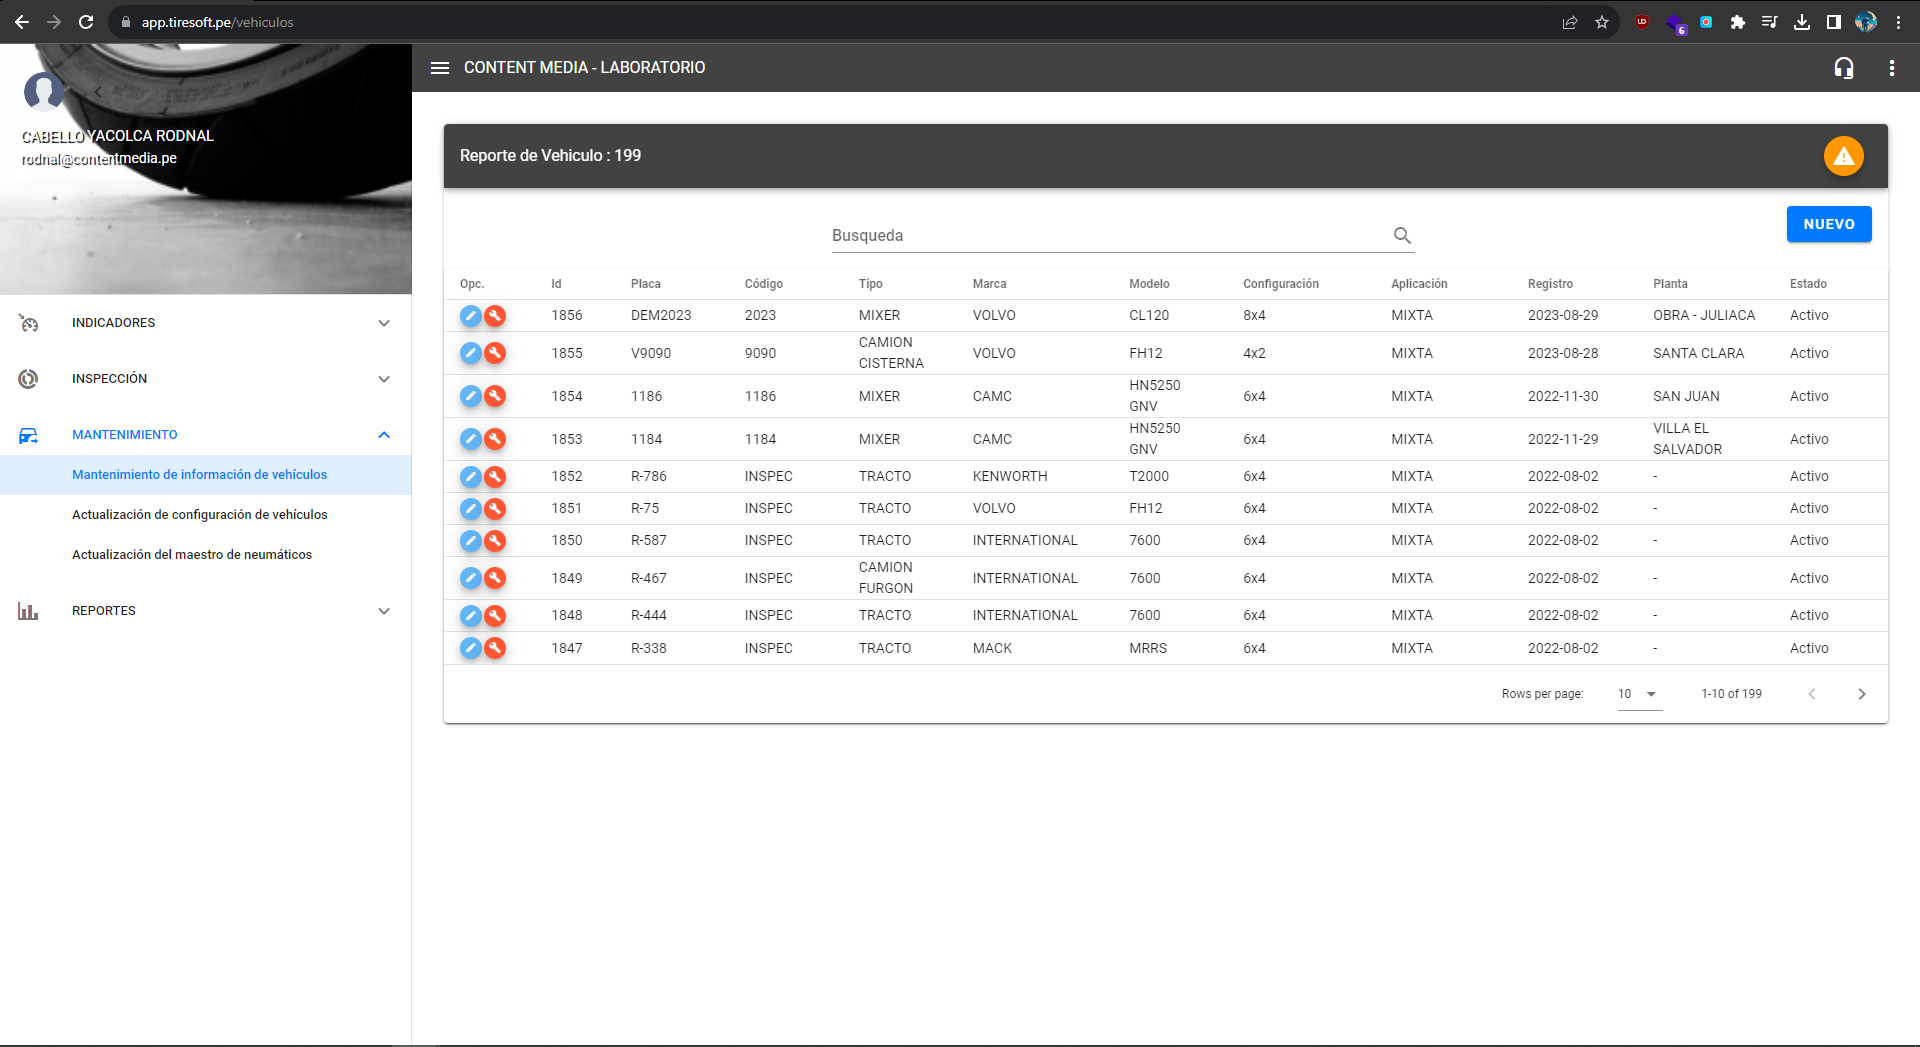 app.tiresoft.pe/vehiculos
6
CABELLO YACOLCA RODNAL
rodnal@contentmedia.pe
INDICADORES
INSPECCIÓN
MANTENIMIENTO
Mantenimiento de información de vehículos
Actualización de configuración de vehículos
Actualización del maestro de neumáticos
REPORTES
CONTENT MEDIA - LABORATORIO
Reporte de Vehiculo : 199
NUEVO
Busqueda
Opc. Id Placa Código Tipo Marca Modelo Configuración Aplicación Registro Planta Estado
1856 DEM2023 2023 MIXER VOLVO CL120 8x4 MIXTA 2023-08-29 OBRA - JULIACA Activo
1855 V9090 9090 CAMION CISTERNA VOLVO FH12 4x2 MIXTA 2023-08-28 SANTA CLARA Activo
1854 1186 1186 MIXER CAMC HN5250 GNV 6x4 MIXTA 2022-11-30 SAN JUAN Activo
1853 1184 1184 MIXER CAMC HN5250 GNV 6x4 MIXTA 2022-11-29 VILLA EL SALVADOR Activo
1852 R-786 INSPEC TRACTO KENWORTH T2000 6x4 MIXTA 2022-08-02 - Activo
1851 R-75 INSPEC TRACTO VOLVO FH12 6x4 MIXTA 2022-08-02 - Activo
1850 R-587 INSPEC TRACTO INTERNATIONAL 7600 6x4 MIXTA 2022-08-02 - Activo
1849 R-467 INSPEC CAMION FURGON INTERNATIONAL 7600 6x4 MIXTA 2022-08-02 - Activo
1848 R-444 INSPEC TRACTO INTERNATIONAL 7600 6x4 MIXTA 2022-08-02 - Activo
1847 R-338 INSPEC TRACTO MACK MRRS 6x4 MIXTA 2022-08-02 - Activo
Rows per page: 10 1-10 of 199